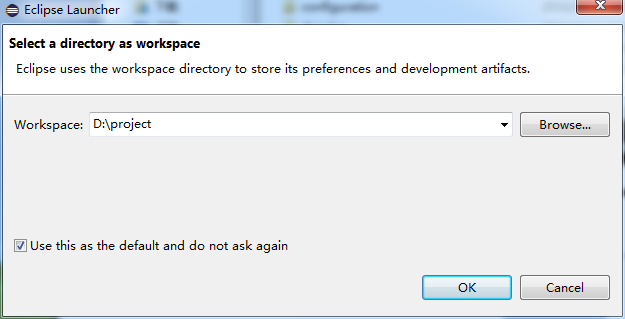 Eclipse Launcher
Select a directory as workspace
Eclipse uses the workspace directory to store its preferences and development artifacts.
Workspace: D:\project Browse...
Use this as the default and do not ask again
OK Cancel